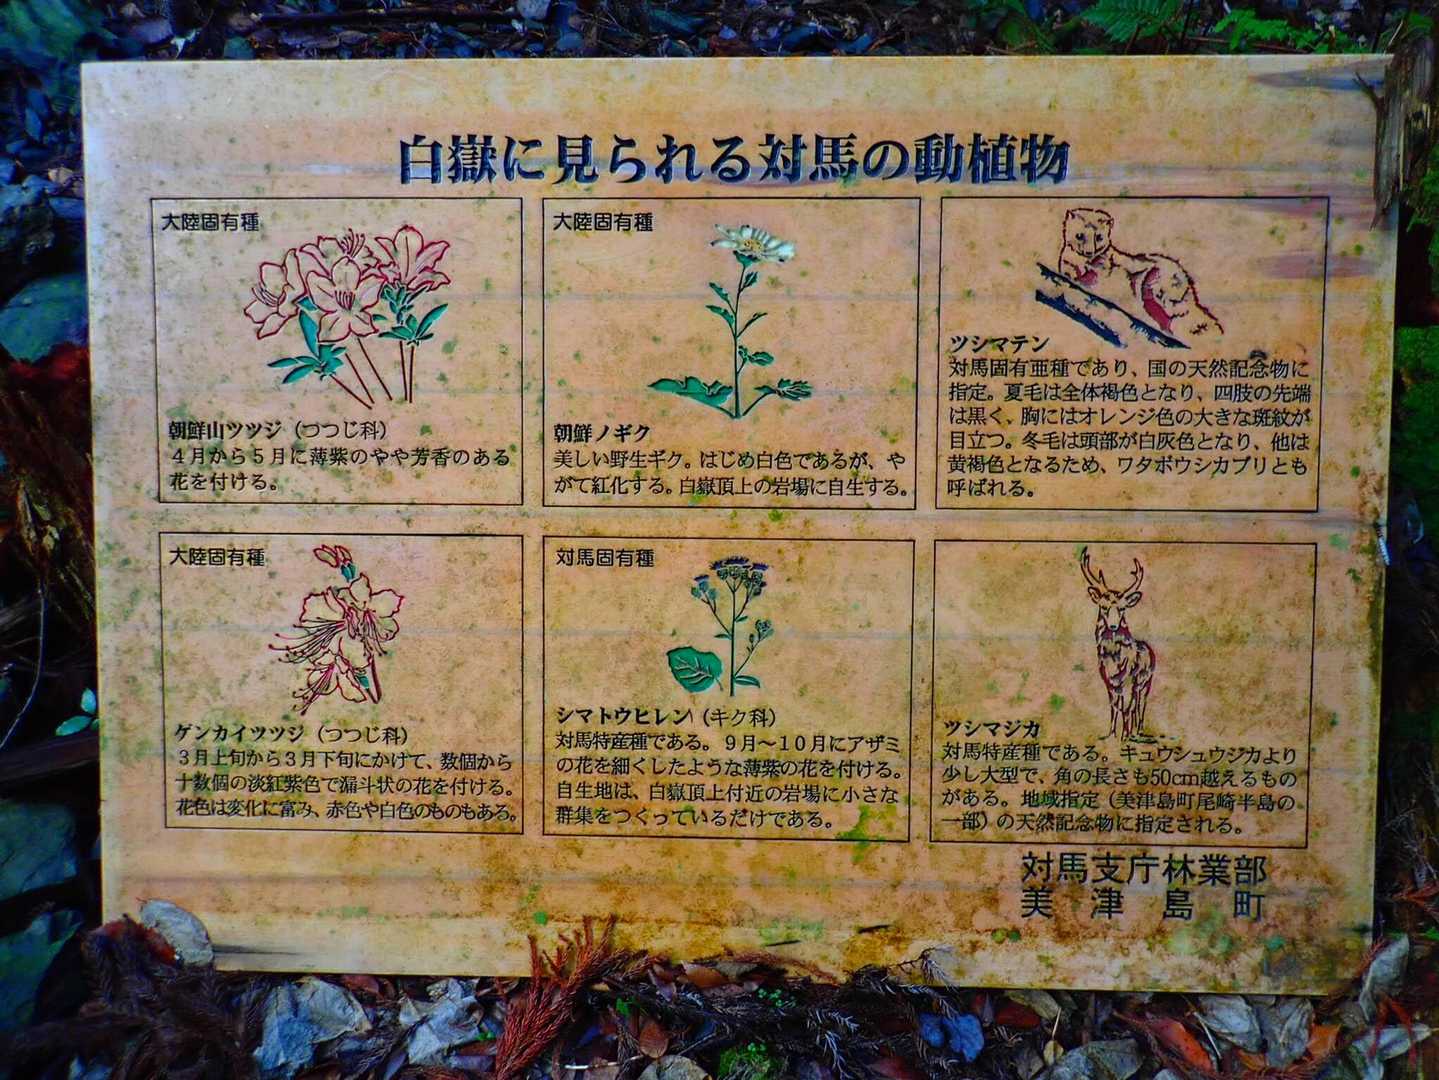 白嶽に見られる対馬の動植物
大陸固有種
朝鮮山ツツジ（つつじ科）
４月から５月に薄紫のやや芳香のある
花を付ける。
大陸固有種
朝鮮ノギク
美しい野生ギク。はじめ白色であるが、や
がて紅化する。白嶽頂上の岩場に自生する。
ツシマテン
対馬固有亜種であり、国の天然記念物に
指定。夏毛は全体褐色となり、四肢の先端
は黒く、胸にはオレンジ色の大きな斑紋が
目立つ。冬毛は頭部が白灰色となり、他は
黄褐色となるため、ワタボウシカブリとも
呼ばれる。
大陸固有種
ゲンカイツツジ（つつじ科）
３月上旬から３月下旬にかけて、数個から
十数個の淡紅紫色で漏斗状の花を付ける。
花色は変化に富み、赤色や白色のものもある。
対馬固有種
シマトウヒレン（キク科）
対馬特産種である。９月～１０月にアザミ
の花を細くしたような薄紫の花を付ける。
自生地は、白嶽頂上付近の岩場に小さな
群集をつくっているだけである。
ツシマジカ
対馬特産種である。キュウシュウジカより
少し大型で、角の長さも50cm越えるもの
がある。地域指定（美津島町尾崎半島の
一部）の天然記念物に指定される。
対馬支庁林業部
美津島町